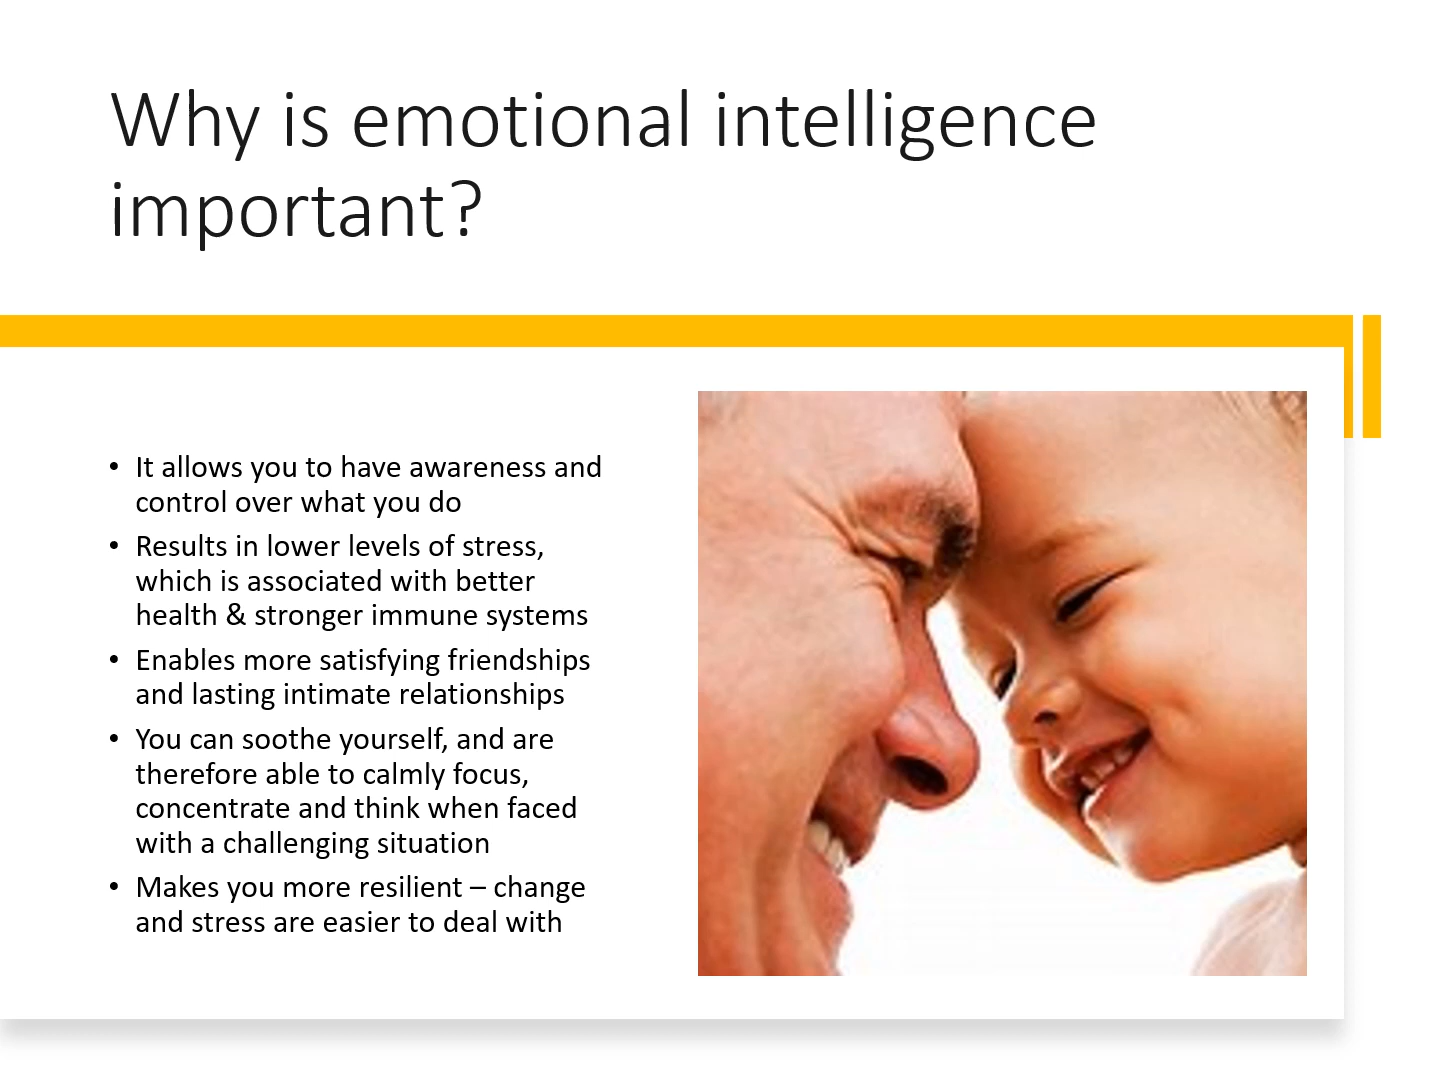 Why is emotional intelligence
important?
• It allows you to have awareness and
control over what you do
• Results in lower levels of stress,
which is associated with better
health & stronger immune systems
• Enables more satisfying friendships
and lasting intimate relationships
• You can soothe yourself, and are
therefore able to calmly focus,
concentrate and think when faced
with a challenging situation
• Makes you more resilient – change
and stress are easier to deal with